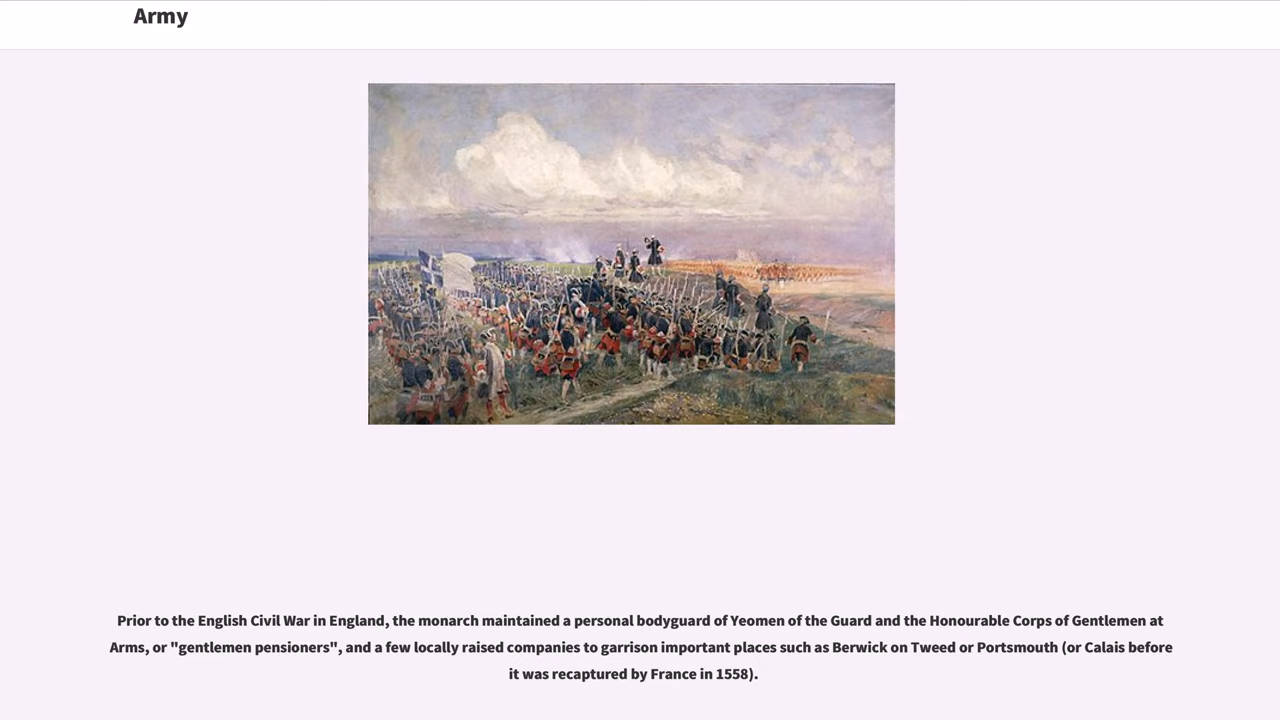 Army
Prior to the English Civil War in England, the monarch maintained a personal bodyguard of Yeomen of the Guard and the Honourable Corps of Gentlemen at
Arms, or "gentlemen pensioners", and a few locally raised companies to garrison important places such as Berwick on Tweed or Portsmouth (or Calais before
it was recaptured by France in 1558).